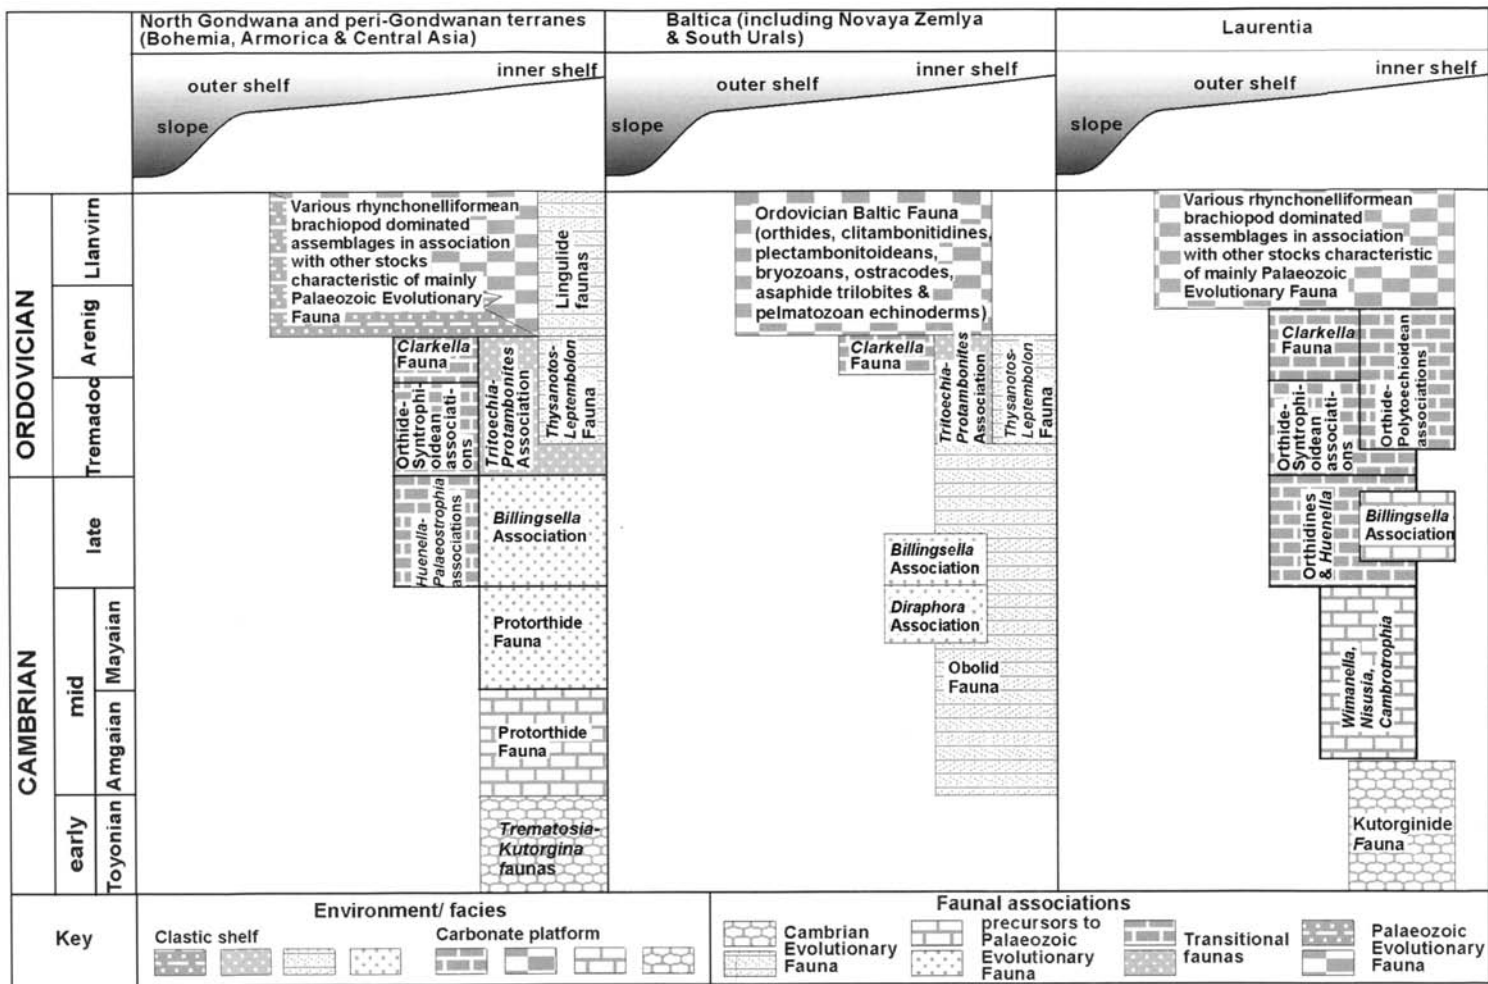 North Gondwana and peri-Gondwanan terranes
(Bohemia, Armorica & Central Asia)
Baltica (including Novaya Zemlya
& South Urals)
Laurentia
inner shelf
outer shelf
slope
inner shelf
outer shelf
slope
inner shelf
outer shelf
slope
ORDOVICIAN
Llanvirn
Arenig
Tremadoc
CAMBRIAN
late
mid
Mayaian
Amgaian
early
Toyonian
Various rhynchonelliformean
brachiopod dominated
assemblages in association
with other stocks
characteristic of mainly
Palaeozoic Evolutionary
Fauna
Lingulide
faunas
Clarkella
Fauna
Orthide-
Syntrophi-
oidean
associati-
ons
Tritoechia-
Protambonites
Association
Thysanotos-
Leptembolon
Fauna
Huenella-
Palaeostrophia
associations
Billingsella
Association
Protorthide
Fauna
Protorthide
Fauna
Trematosia-
Kutorgina
faunas
Ordovician Baltic Fauna
(orthides, clitambonitidines,
plectambonitoideans,
bryozoans, ostracodes,
asaphide trilobites &
pelmatozoan echinoderms)
Clarkella
Fauna
Tritoechia-
Protambonites
Association
Thysanotos-
Leptembolon
Fauna
Billingsella
Association
Diraphora
Association
Obolid
Fauna
Various rhynchonelliformean
brachiopod dominated
assemblages in association
with other stocks characteristic
of mainly Palaeozoic
Evolutionary Fauna
Clarkella
Fauna
Orthide-
Syntrophi-
oidean
associati-
ons
Orthide-
Polytoechioidean
associations
Orthidines
& Huenella
Billingsella
Association
Wimanella,
Nisusia,
Cambrotrophia
Kutorginide
Fauna
Key
Environment/ facies
Clastic shelf
Carbonate platform
Faunal associations
Cambrian
Evolutionary
Fauna
precursors to
Palaeozoic
Evolutionary
Fauna
Transitional
faunas
Palaeozoic
Evolutionary
Fauna